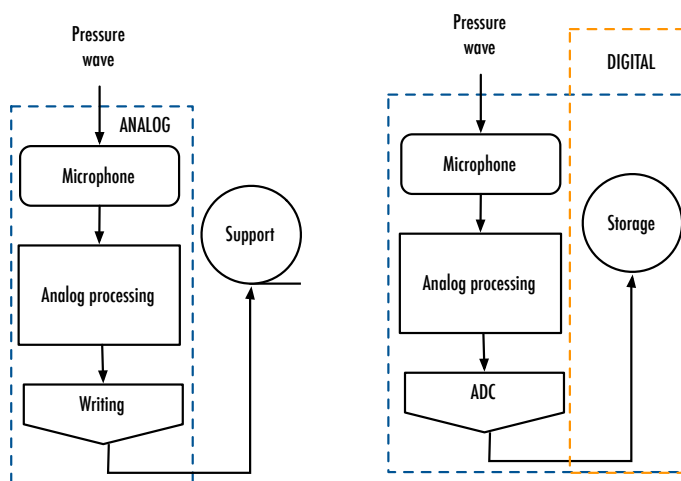 Pressure
wave
ANALOG
Microphone
Support
Analog processing
Writing
Pressure
wave
DIGITAL
Microphone
Storage
Analog processing
ADC